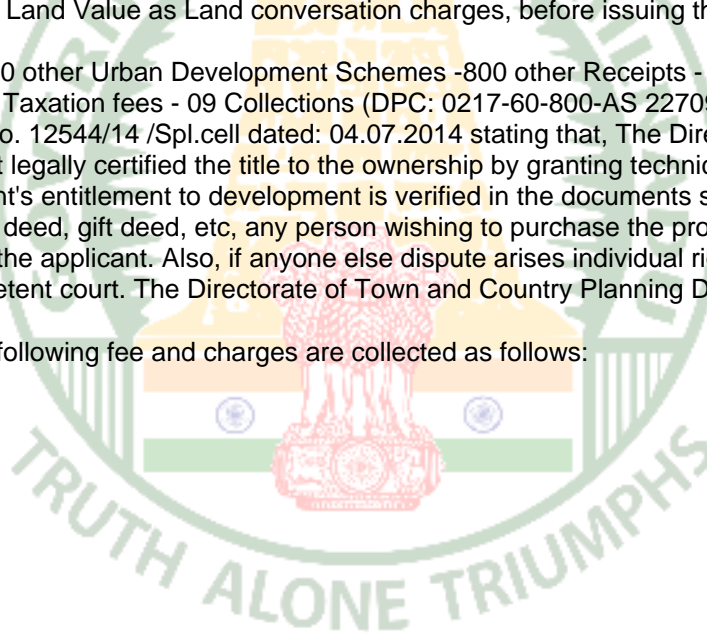 Land Value as Land conversation charges, before issuing th
0 other Urban Development Schemes -800 other Receipts -
Taxation fees - 09 Collections (DPC: 0217-60-800-AS 22709
o. 12544/14 /Spl.cell dated: 04.07.2014 stating that, The Dire
t legally certified the title to the ownership by granting technic
nt's entitlement to development is verified in the documents s
deed, gift deed, etc, any person wishing to purchase the pro
the applicant. Also, if anyone else dispute arises individual rig
etent court. The Directorate of Town and Country Planning D
following fee and charges are collected as follows:
TRUTH ALONE TRIUMPHS